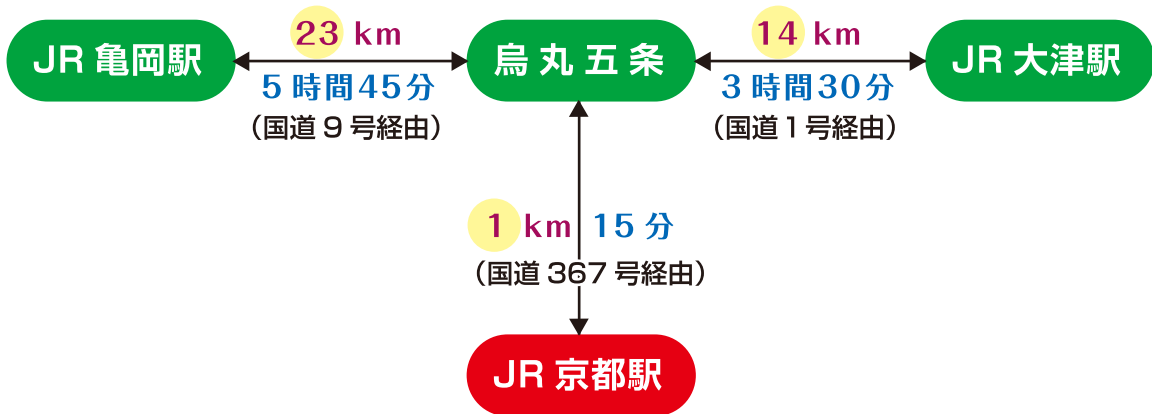 JR 亀岡駅
23 km
5 時間45分
（国道 9 号経由）
烏 丸 五 条
14 km
3 時間30分
（国道 1 号経由）
JR 大津駅
1 km 15 分
（国道 367 号経由）
JR 京都駅